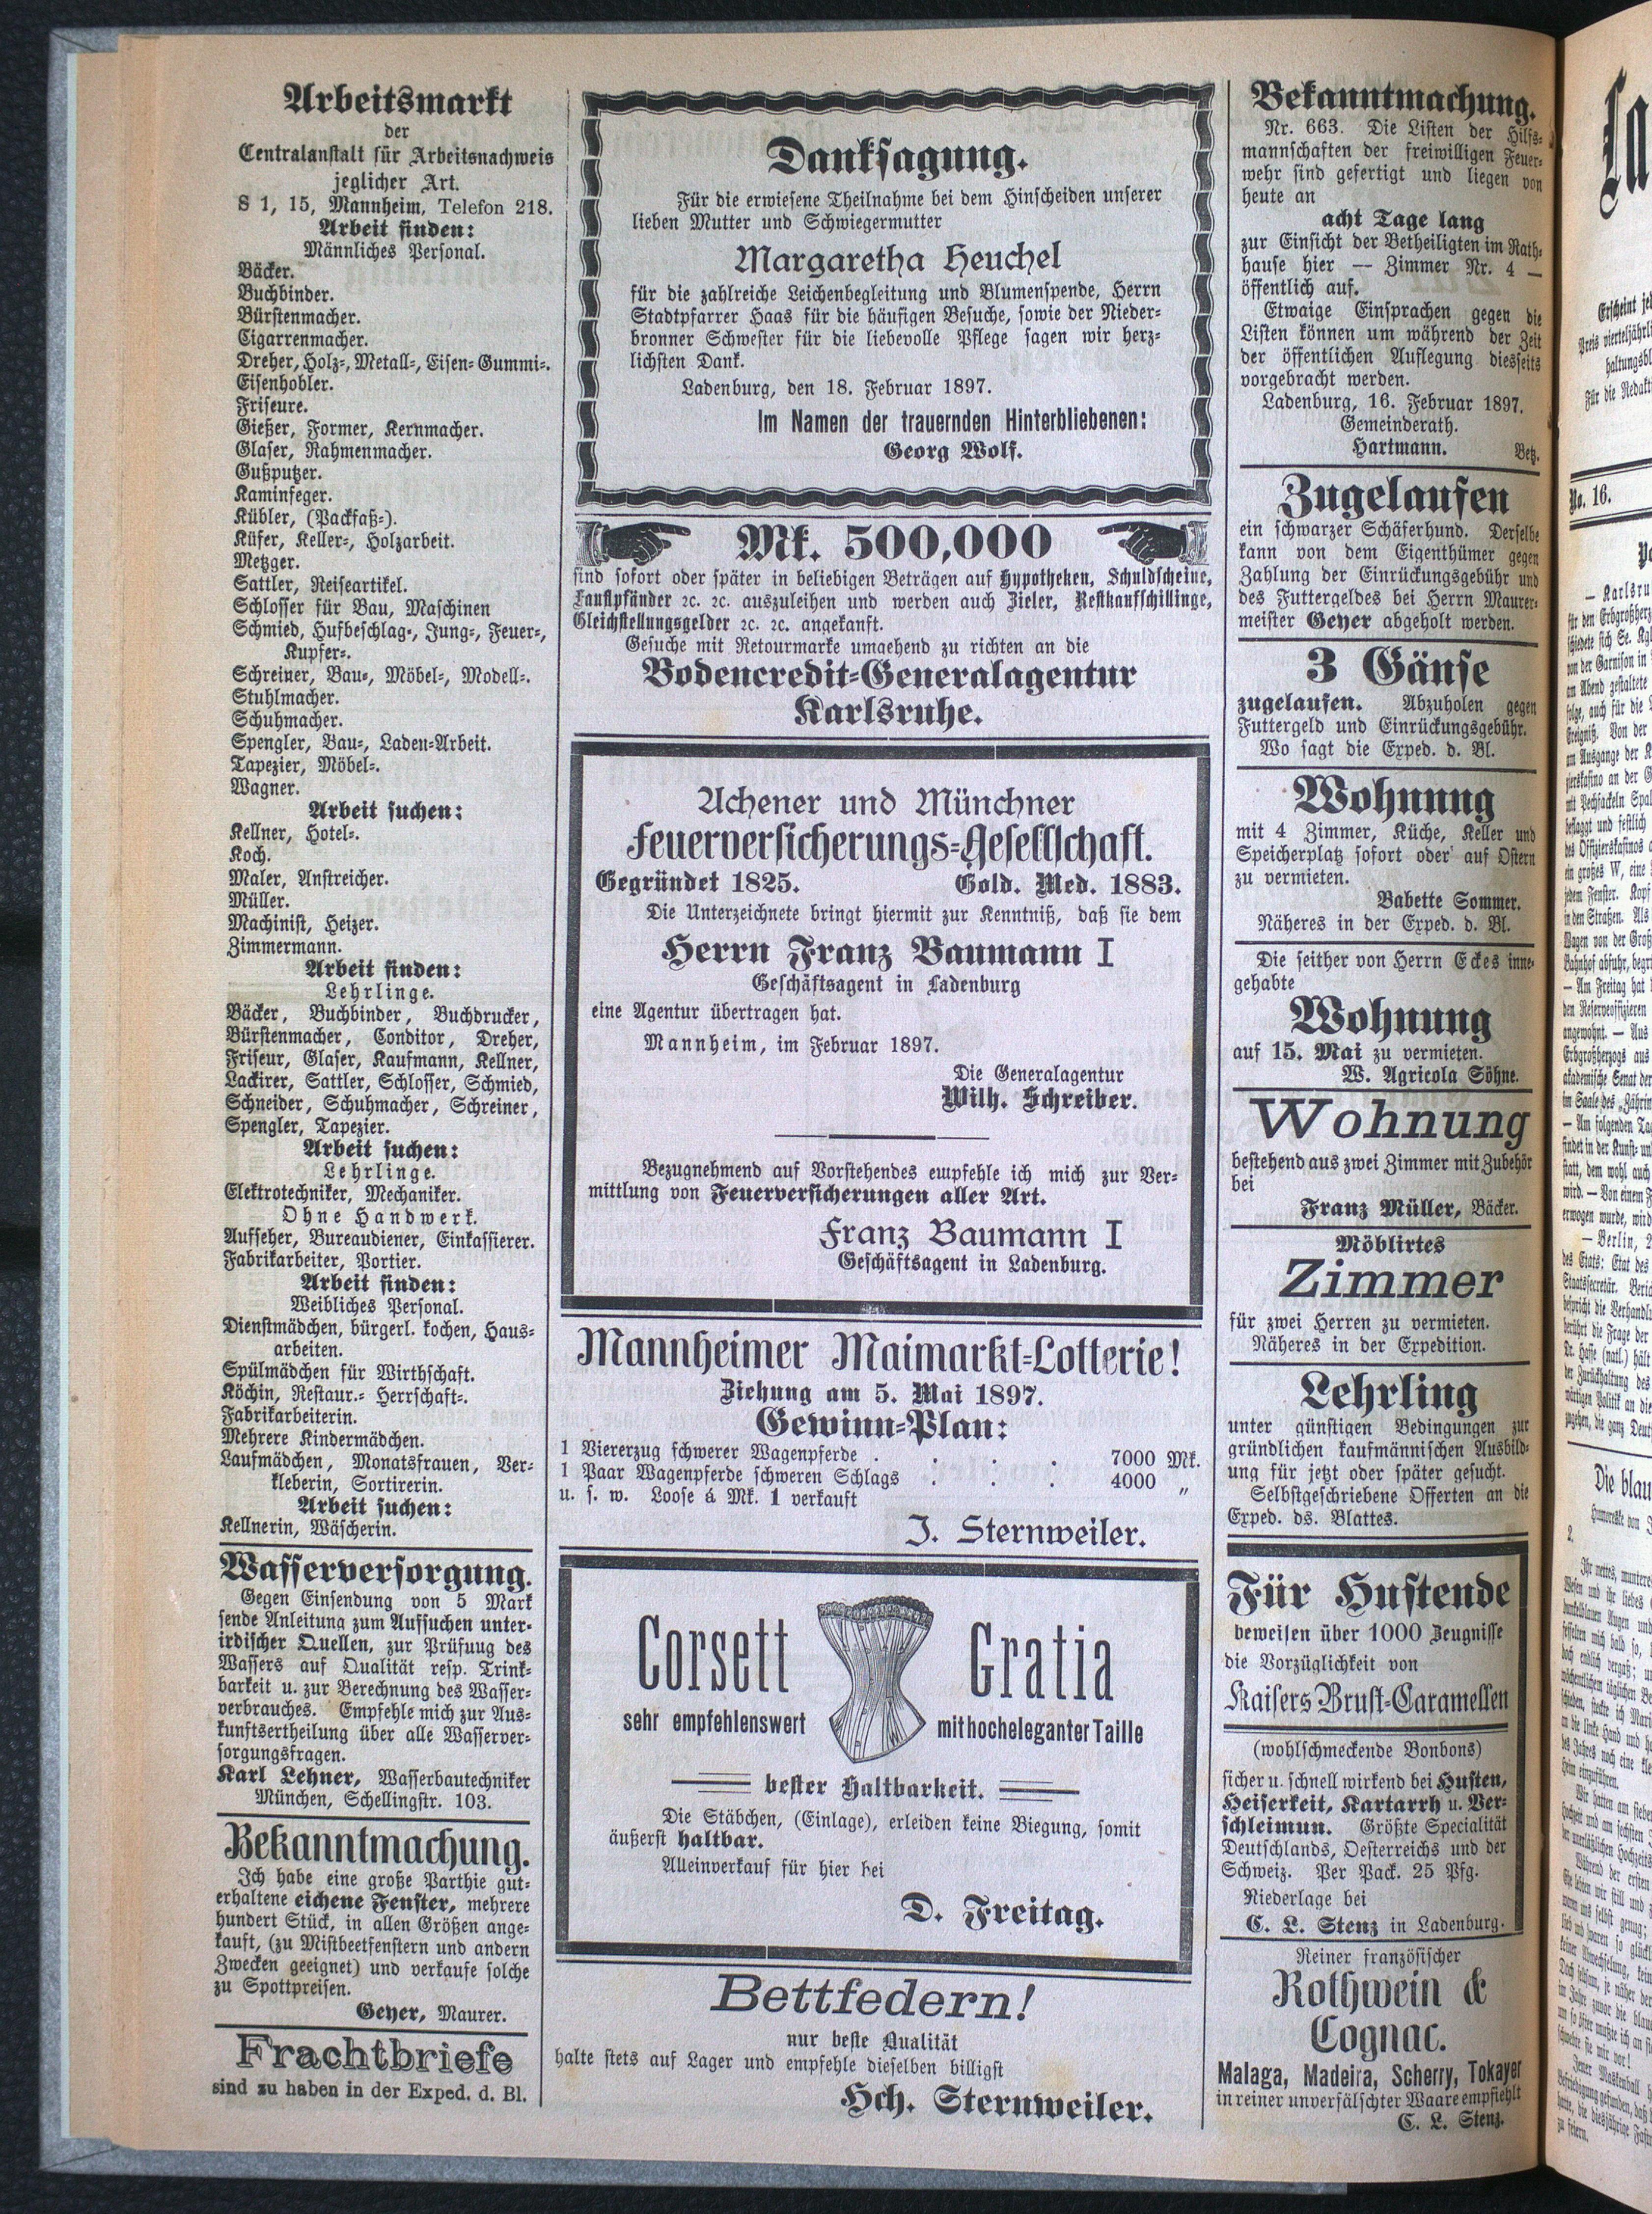 Arbeitsmarkt
der
Centralanstalt für Arbeitsnachweis
jeglicher Art.
S 1, 15, Mannheim, Telefon 218.
Arbeit finden:
Männliches Personal.
Bäcker.
Buchbinder.
Bürstenmacher.
Cigarrenmacher.
Dreher, Holz-, Metall-, Eisen-Gummi-.
Eisenhobler.
Friseure.
Gießer, Former, Kernmacher.
Glaser, Rahmenmacher.
Gußputzer.
Kaminfeger.
Kübler, (Packfaß-).
Küfer, Keller-, Holzarbeit.
Metzger.
Sattler, Reiseartikel.
Schlosser für Bau, Maschinen
Schmied, Hufbeschlag-, Jung-, Feuer-,
Kupfer-.
Schreiner, Bau-, Möbel-, Modell-.
Stuhlmacher.
Schuhmacher.
Spengler, Bau-, Laden-Arbeit.
Tapezier, Möbel-.
Wagner.
Arbeit suchen:
Kellner, Hotel-.
Koch.
Maler, Anstreicher.
Müller.
Machinist, Heizer.
Zimmermann.
Arbeit finden:
Lehrlinge.
Bäcker, Buchbinder, Buchdrucker,
Bürstenmacher, Conditor, Dreher,
Friseur, Glaser, Kaufmann, Kellner,
Lackirer, Sattler, Schlosser, Schmied,
Schneider, Schuhmacher, Schreiner,
Spengler, Tapezier.
Arbeit suchen:
Lehrlinge.
Elektrotechniker, Mechaniker.
Ohne Handwerk.
Aufseher, Bureaudiener, Einkassierer.
Fabrikarbeiter, Portier.
Arbeit finden:
Weibliches Personal.
Dienstmädchen, bürgerl. kochen, Haus-
arbeiten.
Spülmädchen für Wirthschaft.
Köchin, Restaur.- Herrschaft-.
Fabrikarbeiterin.
Mehrere Kindermädchen.
Laufmädchen, Monatsfrauen, Ver-
kleberin, Sortirerin.
Arbeit suchen:
Kellnerin, Wäscherin.
Wasserversorgung.
Gegen Einsendung von 5 Mark
sende Anleitung zum Aufsuchen unter-
irdischer Quellen, zur Prüfuug des
Wassers auf Qualität resp. Trink-
barkeit u. zur Berechnung des Wasser-
verbrauches. Empfehle mich zur Aus-
kunftsertheilung über alle Wasserver-
sorgungsfragen.
Karl Lehner, Wasserbautechniker
München, Schellingstr. 103.
Bekanntmachung.
Ich habe eine große Parthie gut-
erhaltene eichene Fenster, mehrere
hundert Stück, in allen Größen ange-
kauft, (zu Mistbeetfenstern und andern
Zwecken geeignet) und verkaufe solche
zu Spottpreisen.
Geyer, Maurer.
Frachtbriefe
sind zu haben in der Exped. d. Bl.
Danksagung.
Für die erwiesene Theilnahme bei dem Hinscheiden unserer
lieben Mutter und Schwiegermutter
Margaretha Heuchel
für die zahlreiche Leichenbegleitung und Blumenspende, Herrn
Stadtpfarrer Haas für die häufigen Besuche, sowie der Nieder-
bronner Schwester für die liebevolle Pflege sagen wir herz-
lichsten Dank.
Ladenburg, den 18. Februar 1897.
Im Namen der trauernden Hinterbliebenen:
Georg Wolf.
Mk. 500,000
sind sofort oder später in beliebigen Beträgen auf Hypotheken, Schuldscheine,
Faustpfänder ꝛc. ꝛc. auszuleihen und werden auch Zieler, Restkaufschillinge,
Gleichstellungsgelder ꝛc. ꝛc. angekanft.
Gesuche mit Retourmarke umgehend zu richten an die
Bodencredit-Generalagentur
Karlsruhe.
Achener und Münchner
Feuerversicherungs-Gesellschaft.
Gegründet 1825. Gold. Med. 1883.
Die Unterzeichnete bringt hiermit zur Kenntniß, daß sie dem
Herrn Franz Baumann I
Geschäftsagent in Ladenburg
eine Agentur übertragen hat.
Mannheim, im Februar 1897.
Die Generalagentur
Wilh. Schreiber.
Bezugnehmend auf Vorstehendes empfehle ich mich zur Ver-
mittlung von Feuerversicherungen aller Art.
Franz Baumann I
Geschäftsagent in Ladenburg.
Mannheimer Maimarkt-Lotterie!
Ziehung am 5. Mai 1897.
Gewinn-Plan:
1 Viererzug schwerer Wagenpferde . . . . 7000 Mk.
1 Paar Wagenpferde schweren Schlags . . . 4000 „
u. s. w. Loose á Mk. 1 verkauft
J. Sternweiler.
Corsett Gratia
sehr empfehlenswert mit hocheleganter Taille
bester Haltbarkeit.
Die Stäbchen, (Einlage), erleiden keine Biegung, somit
äußerst haltbar.
Alleinverkauf für hier bei
D. Freitag.
Bettfedern!
nur beste Qualität
halte stets auf Lager und empfehle dieselben billigst
Hch. Sternweiler.
Bekanntmachung.
Nr. 663. Die Listen der Hilfs-
mannschaften der freiwilligen Feuer-
wehr sind gefertigt und liegen von
heute an
acht Tage lang
zur Einsicht der Betheiligten im Rath-
hause hier — Zimmer Nr. 4 —
öffentlich auf.
Etwaige Einsprachen gegen die
Listen können um während der Zeit
der öffentlichen Auflegung diesseits
vorgebracht werden.
Ladenburg, 16. Februar 1897.
Gemeinderath.
Hartmann. Betz.
Zugelaufen
ein schwarzer Schäferhund. Derselbe
kann von dem Eigenthümer gegen
Zahlung der Einrückungsgebühr und
des Futtergeldes bei Herrn Maurer-
meister Geyer abgeholt werden.
3 Gänse
zugelaufen. Abzuholen gegen
Futtergeld und Einrückungsgebühr.
Wo sagt die Exped. d. Bl.
Wohnung
mit 4 Zimmer, Küche, Keller und
Speicherplatz sofort oder auf Ostern
zu vermieten.
Babette Sommer.
Näheres in der Exped. d. Bl.
Die seither von Herrn Eckes inne-
gehabte
Wohnung
auf 15. Mai zu vermieten.
W. Agricola Söhne.
Wohnung
bestehend aus zwei Zimmer mit Zubehör
bei
Franz Müller, Bäcker.
Möblirtes
Zimmer
für zwei Herren zu vermieten.
Näheres in der Expedition.
Lehrling
unter günstigen Bedingungen zur
gründlichen kaufmännischen Ausbild-
ung für jetzt oder später gesucht.
Selbstgeschriebene Offerten an die
Exped. ds. Blattes.
Für Hustende
beweisen über 1000 Zeugnisse
die Vorzüglichkeit von
Kaisers Brust-Caramellen
(wohlschmeckende Bonbons)
sicher u. schnell wirkend bei Husten,
Heiserkeit, Kartarrh u. Ver-
schleimun. Größte Specialität
Deutschlands, Oesterreichs und der
Schweiz. Per Pack. 25 Pfg.
Niederlage bei
C. L. Stenz in Ladenburg.
Reiner französischer
Rothwein &
Cognac.
Malaga, Madeira, Scherry, Tokayer
in reiner unverfälschter Waare empfiehlt
C. L. Stenz.
No. 16.